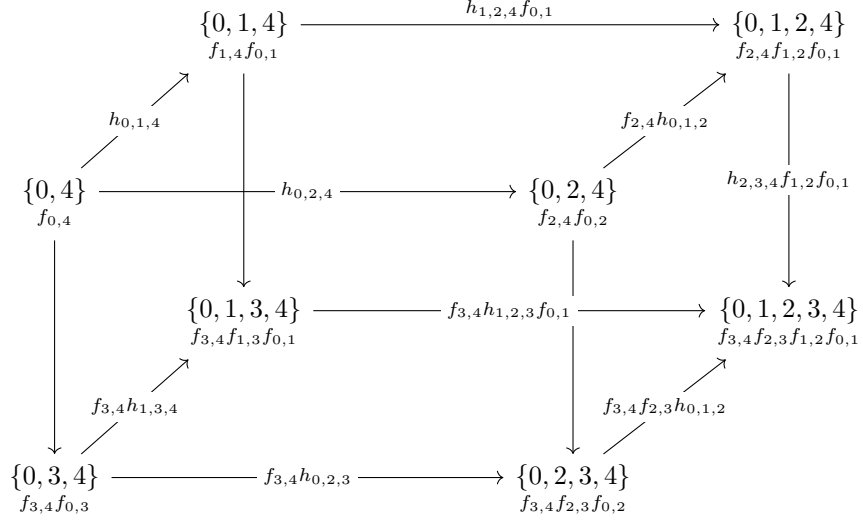 {0, 1, 4}
f_{1,4}f_{0,1}
h_{1,2,4}f_{0,1}
{0, 1, 2, 4}
f_{2,4}f_{1,2}f_{0,1}
h_{0,1,4}
f_{2,4}h_{0,1,2}
{0, 4}
f_{0,4}
h_{0,2,4}
{0, 2, 4}
f_{2,4}f_{0,2}
h_{2,3,4}f_{1,2}f_{0,1}
{0, 1, 3, 4}
f_{3,4}f_{1,3}f_{0,1}
f_{3,4}h_{1,2,3}f_{0,1}
{0, 1, 2, 3, 4}
f_{3,4}f_{2,3}f_{1,2}f_{0,1}
f_{3,4}h_{1,3,4}
f_{3,4}f_{2,3}h_{0,1,2}
{0, 3, 4}
f_{3,4}f_{0,3}
f_{3,4}h_{0,2,3}
{0, 2, 3, 4}
f_{3,4}f_{2,3}f_{0,2}